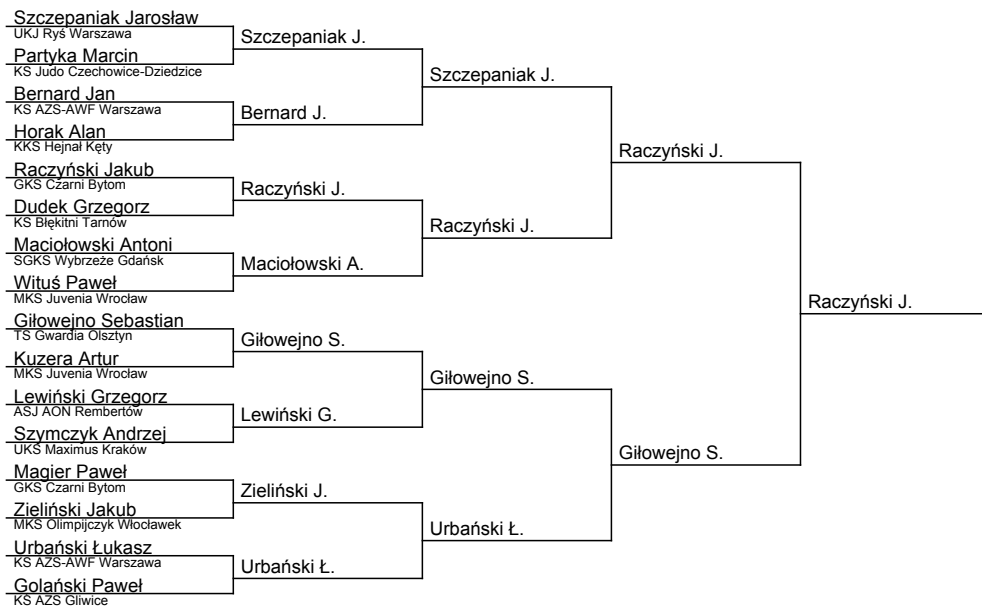 Szczepaniak Jarosław
UKJ Ryś Warszawa
Partyka Marcin
KS Judo Czechowice-Dziedzice
Bernard Jan
KS AZS-AWF Warszawa
Horak Alan
KKS Hejnał Kęty
Raczyński Jakub
GKS Czarni Bytom
Dudek Grzegorz
KS Błękitni Tarnów
Maciołowski Antoni
SGKS Wybrzeże Gdańsk
Wituś Paweł
MKS Juvenia Wrocław
Giłowejno Sebastian
TS Gwardia Olsztyn
Kuzera Artur
MKS Juvenia Wrocław
Lewiński Grzegorz
ASJ AON Rembertów
Szymczyk Andrzej
UKS Maximus Kraków
Magier Paweł
GKS Czarni Bytom
Zieliński Jakub
MKS Olimpijczyk Włocławek
Urbański Łukasz
KS AZS-AWF Warszawa
Golański Paweł
KS AZS Gliwice
Szczepaniak J.
Bernard J.
Raczyński J.
Maciołowski A.
Giłowejno S.
Lewiński G.
Zieliński J.
Urbański Ł.
Szczepaniak J.
Raczyński J.
Giłowejno S.
Urbański Ł.
Raczyński J.
Giłowejno S.
Raczyński J.